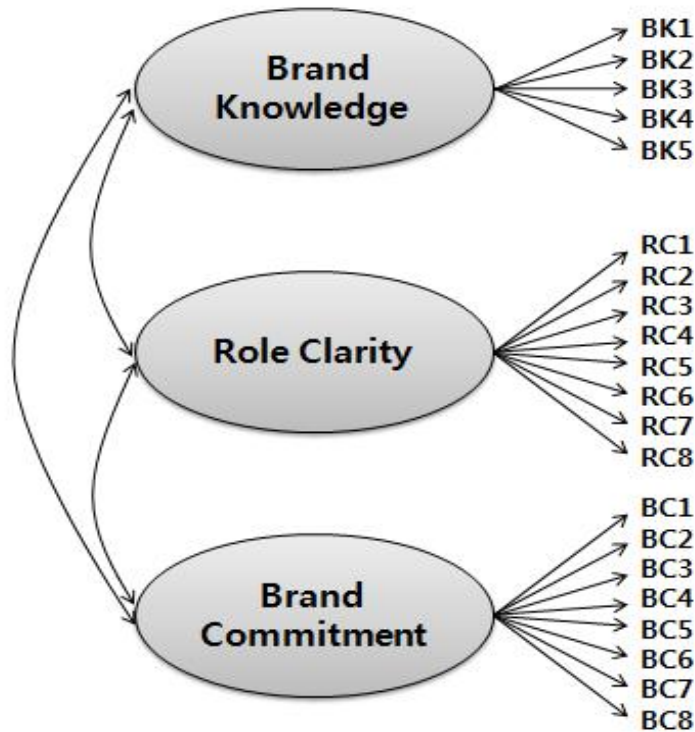 Brand
Knowledge
BK1
BK2
BK3
BK4
BK5
Role Clarity
RC1
RC2
RC3
RC4
RC5
RC6
RC7
RC8
Brand
Commitment
BC1
BC2
BC3
BC4
BC5
BC6
BC7
BC8